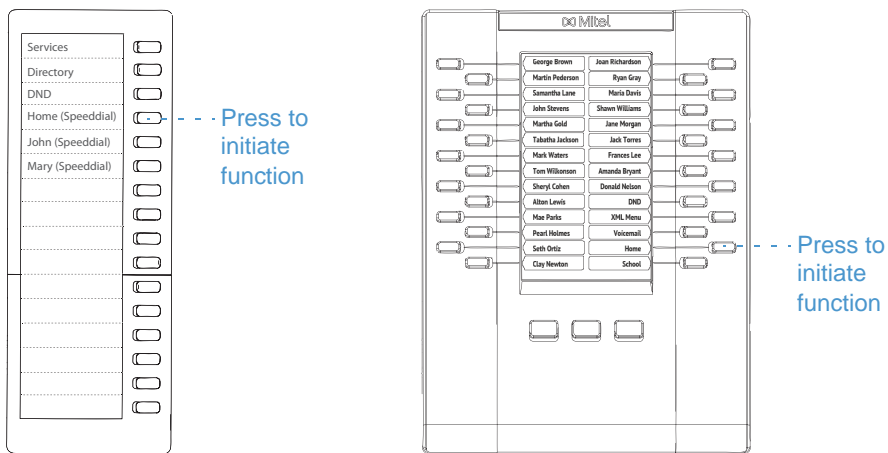 Services
Directory
DND
Home (Speeddial)
John (Speeddial)
Mary (Speeddial)
Press to
initiate
function
Mitel
George Brown Joan Richardson
Martin Pederson Ryan Gray
Samantha Lane Maria Davis
John Stevens Shawn Williams
Martha Gold Jane Morgan
Tabatha Jackson Jack Torres
Mark Waters Frances Lee
Tom Wilkonson Amanda Bryant
Sheryl Cohen Donald Nelson
Alton Lewis DND
Mae Parks XML Menu
Pearl Holmes Voicemail
Seth Ortiz Home
Clay Newton School
Press to
initiate
function